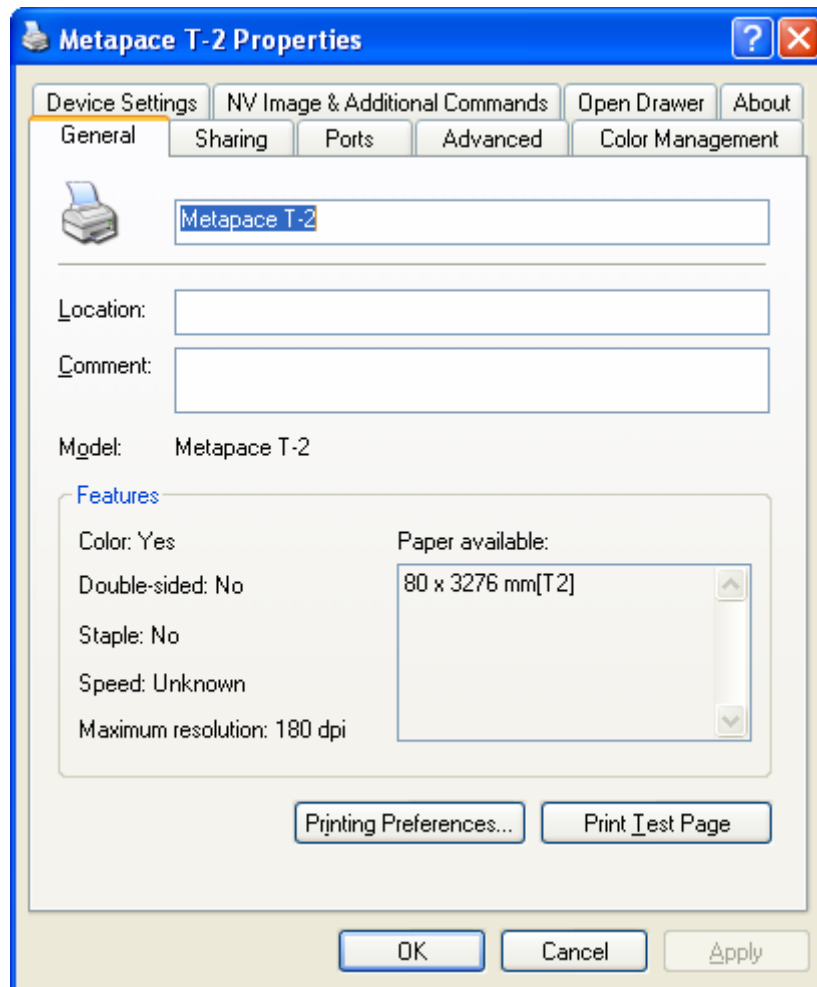 Metapace T-2 Properties
Device Settings NV Image & Additional Commands Open Drawer About
General Sharing Ports Advanced Color Management
Metapace T-2
Location:
Comment:
Model: Metapace T-2
Features
Color: Yes Paper available:
Double-sided: No 80 x 3276 mm[T2]
Staple: No
Speed: Unknown
Maximum resolution: 180 dpi
Printing Preferences... Print Test Page
OK Cancel Apply